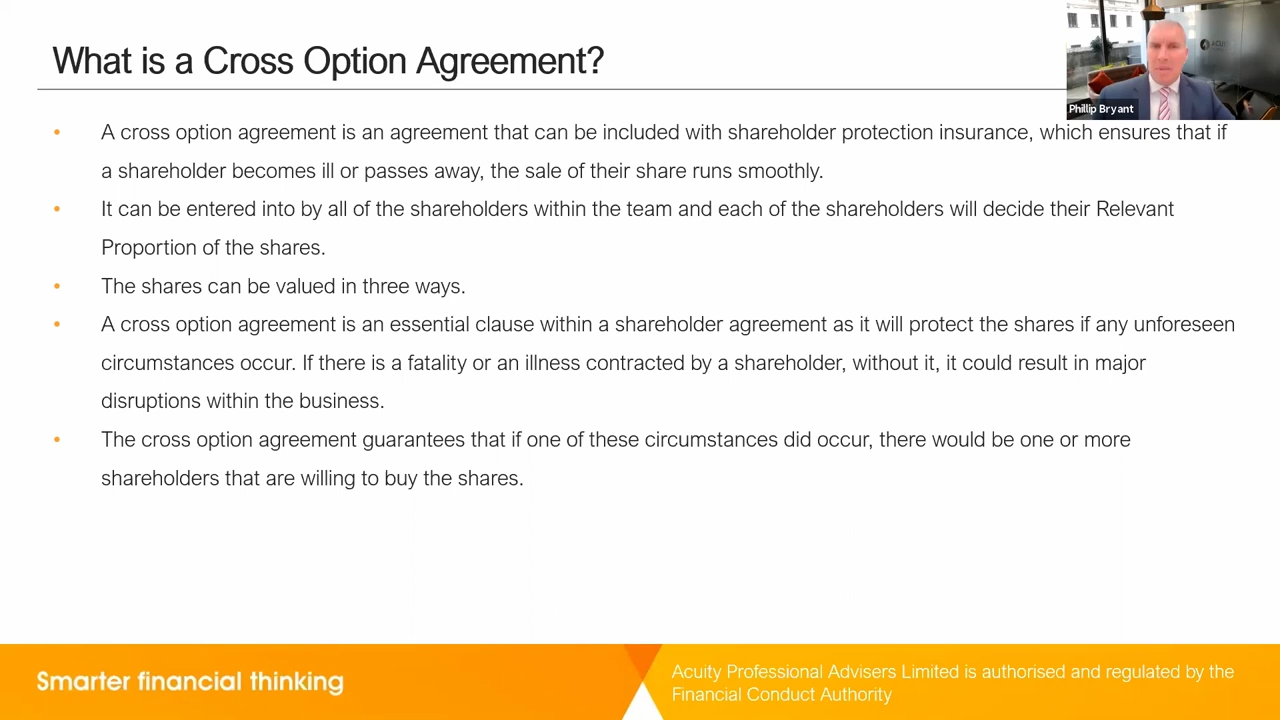 What is a Cross Option Agreement?
ACUITY
Phillip Bryant
• A cross option agreement is an agreement that can be included with shareholder protection insurance, which ensures that if
a shareholder becomes ill or passes away, the sale of their share runs smoothly.
• It can be entered into by all of the shareholders within the team and each of the shareholders will decide their Relevant
Proportion of the shares.
• The shares can be valued in three ways.
• A cross option agreement is an essential clause within a shareholder agreement as it will protect the shares if any unforeseen
circumstances occur. If there is a fatality or an illness contracted by a shareholder, without it, it could result in major
disruptions within the business.
• The cross option agreement guarantees that if one of these circumstances did occur, there would be one or more
shareholders that are willing to buy the shares.
Smarter financial thinking
Acuity Professional Advisers Limited is authorised and regulated by the
Financial Conduct Authority